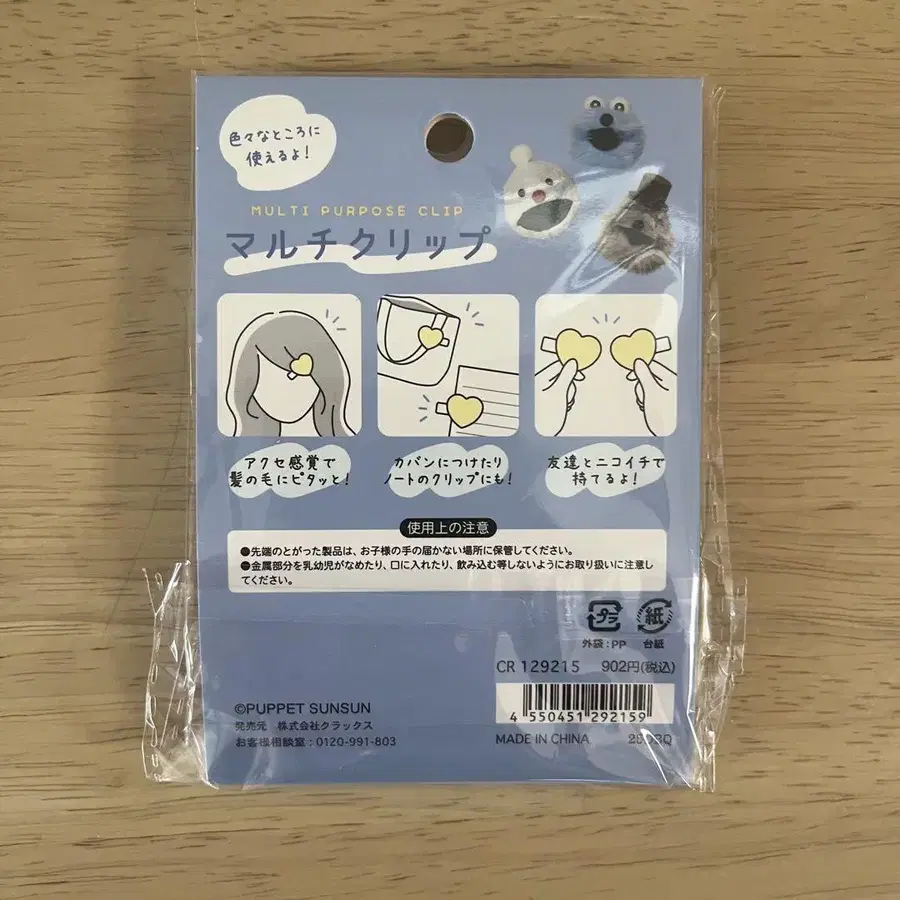 色々なところに
使えるよ!
MULTI PURPOSE CLIP
マルチクリップ
アクセ感覚で
髪の毛にピタッと!
カバンにつけたり
ノートのクリップにも!
友達とニコイチで
持てるよ!
使用上の注意
●先端のとがった製品は、お子様の手の届かない場所に保管してください。
●金属部分を乳幼児がなめたり、口に入れたり、飲み込む等しないようにお取り扱いに注意し
てください。
プラ
紙
外袋:PP
台紙
CR 129215
902円(税込)
4 550451 292159
MADE IN CHINA
©PUPPET SUNSUN
発売元 株式会社クラックス
お客様相談室:0120-991-803